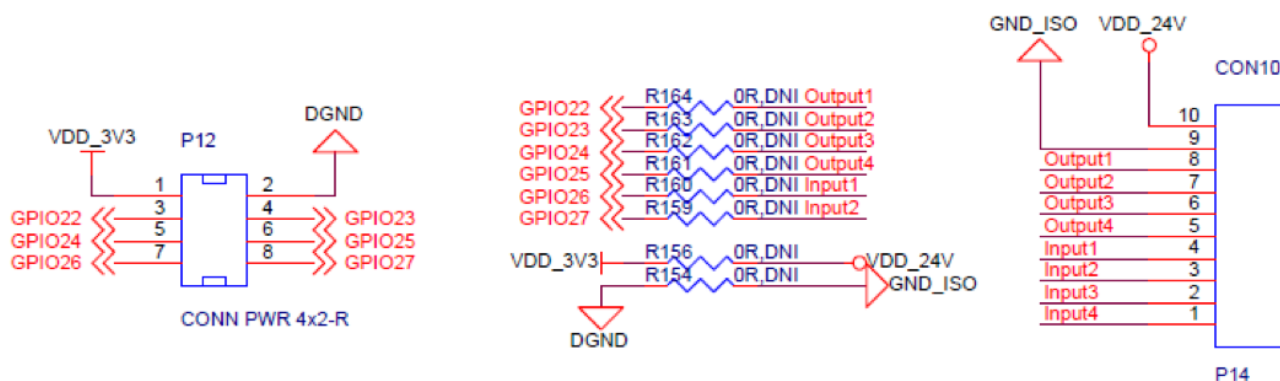 GND_ISO VDD_24V
CON10
R164 0R,DNI Output1
GPIO22
R163 0R,DNI Output2
GPIO23
R162 0R,DNI Output3
GPIO24
R161 0R,DNI Output4
GPIO25
R160 0R,DNI Input1
GPIO26
R159 0R,DNI Input2
GPIO27
DGND
VDD_3V3 P12
1 2
3 4
GPIO22 GPIO23
5 6
GPIO24 GPIO25
7 8
GPIO26 GPIO27
CONN PWR 4x2-R
R156 0R,DNI
VDD_3V3 VDD_24V
R154 0R,DNI
GND_ISO
DGND
10
9
Output1 8
Output2 7
Output3 6
Output4 5
Input1 4
Input2 3
Input3 2
Input4 1
P14